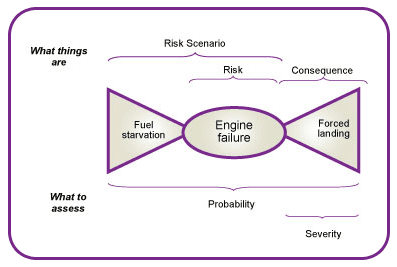 What things
are
Risk Scenario
Risk
Consequence
Fuel
starvation
Engine
failure
Forced
landing
What to
assess
Probability
Severity